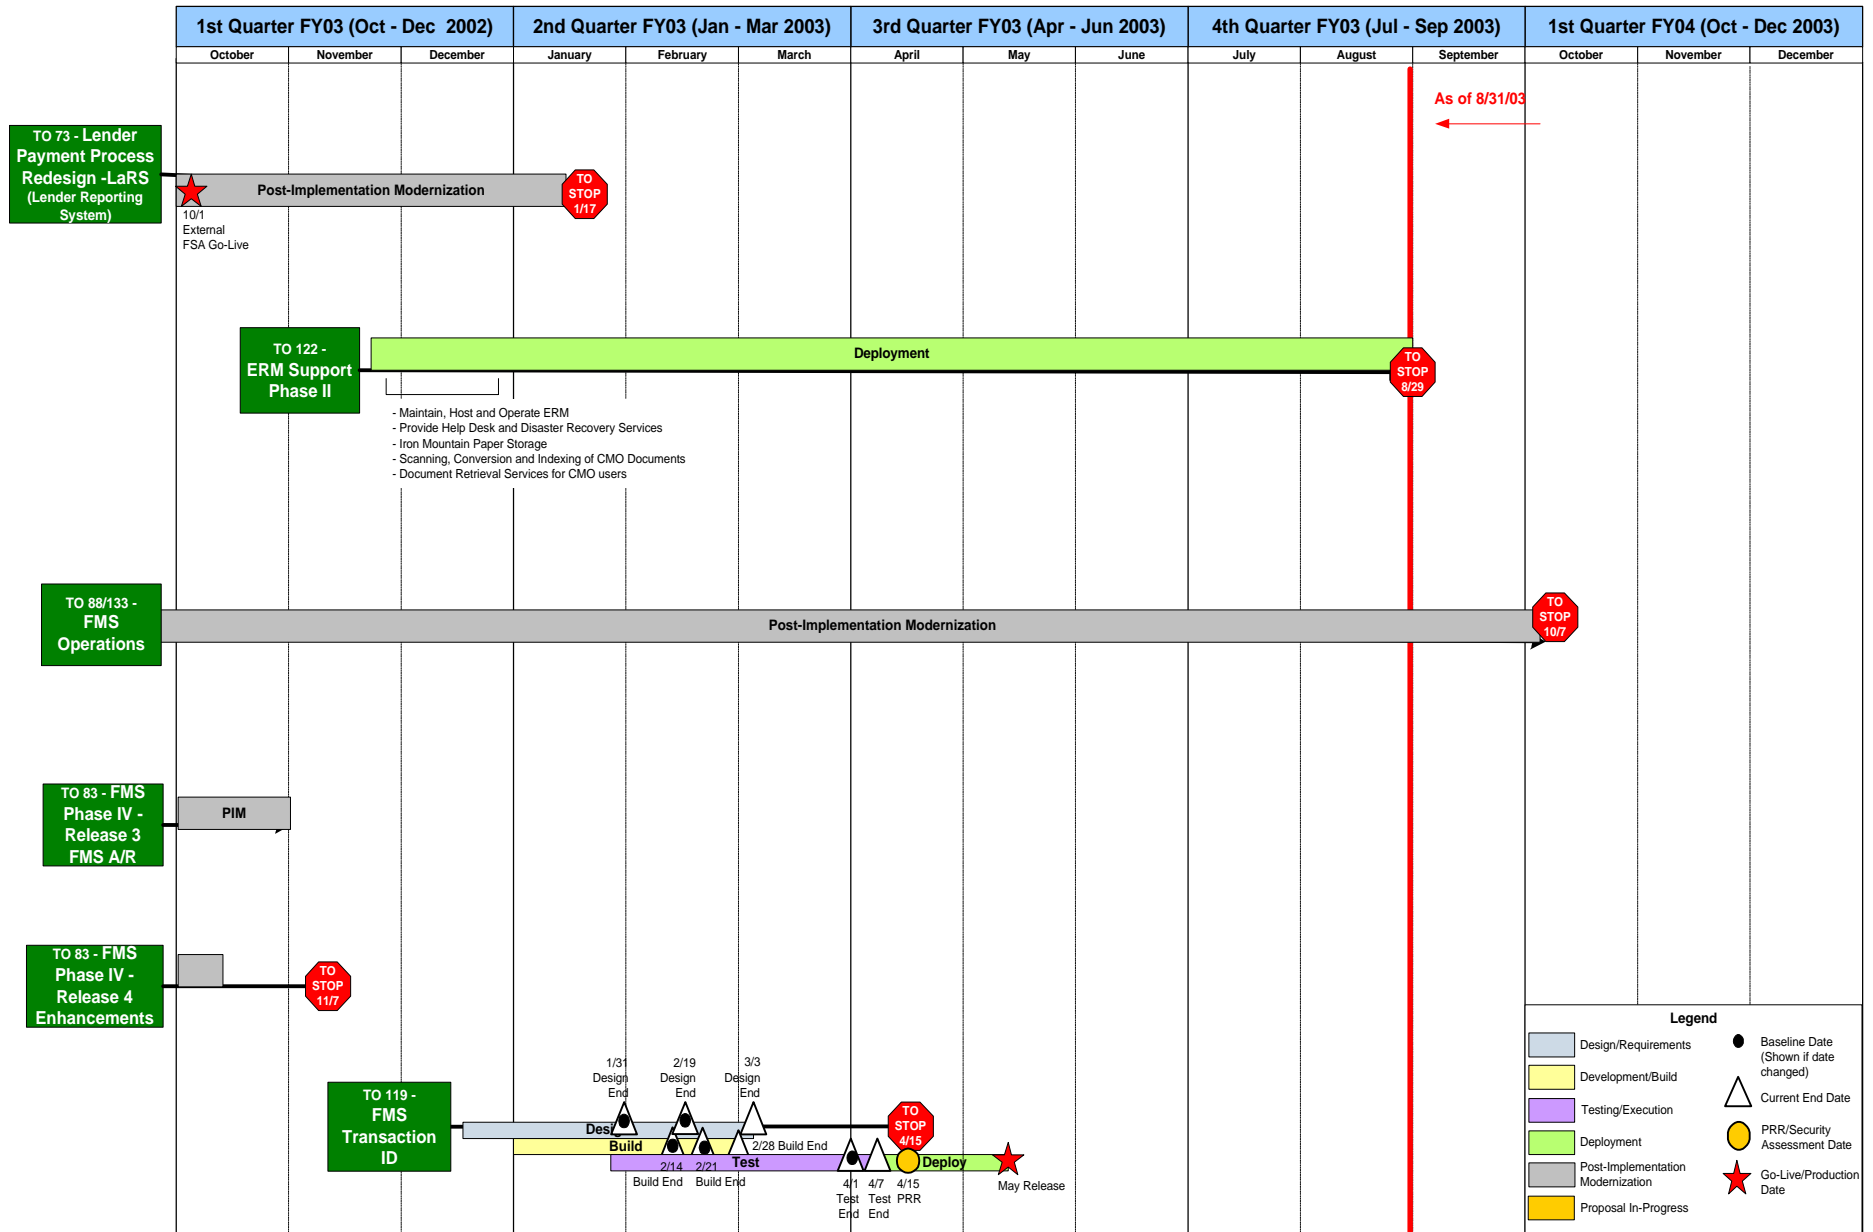 1st Quarter FY03 (Oct - Dec  2002)
2nd Quarter FY03 (Jan - Mar 2003)
3rd Quarter FY03 (Apr - Jun 2003)
4th Quarter FY03 (Jul - Sep 2003)
1st Quarter FY04 (Oct - Dec 2003)
October
November
December
January
February
March
April
May
June
July
August
September
October
November
December
As of 8/31/03
TO 73 - Lender
Payment Process
Redesign -LaRS
(Lender Reporting
System)
Post-Implementation Modernization
TO
STOP
1/17
10/1
External
FSA Go-Live
TO 122 -
ERM Support
Phase II
Deployment
TO
STOP
8/29
- Maintain, Host and Operate ERM
- Provide Help Desk and Disaster Recovery Services
- Iron Mountain Paper Storage
- Scanning, Conversion and Indexing of CMO Documents
- Document Retrieval Services for CMO users
TO 88/133 -
FMS
Operations
Post-Implementation Modernization
TO
STOP
10/7
TO 83 - FMS
Phase IV -
Release 3
FMS A/R
PIM
TO 83 - FMS
Phase IV -
Release 4
Enhancements
TO
STOP
11/7
TO 119 -
FMS
Transaction
ID
1/31
Design
End
2/19
Design
End
3/3
Design
End
TO
STOP
4/15
Build
2/28 Build End
Test
Deploy
2/14
Build End
2/21
Build End
4/1
Test
End
4/7
Test
End
4/15
PRR
May Release
Legend
Design/Requirements
Development/Build
Testing/Execution
Deployment
Post-Implementation
Modernization
Proposal In-Progress
Baseline Date
(Shown if date
changed)
Current End Date
PRR/Security
Assessment Date
Go-Live/Production
Date